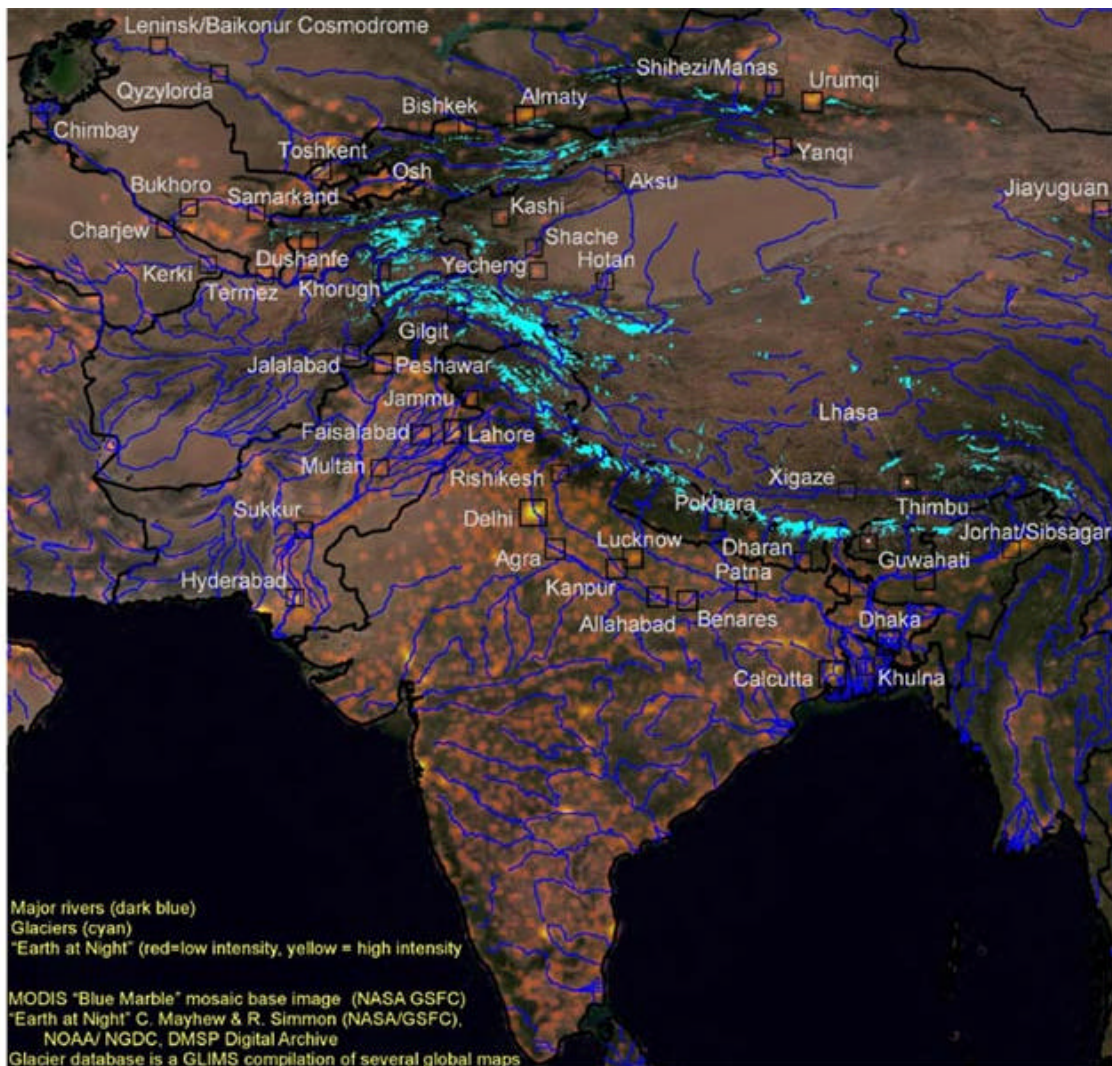 Leninsk/Baikonur Cosmodrome
Shihezi/Manas
Urumqi
Qyzylorda
Bishkek
Almaty
Chimbay
Toshkent
Yanqi
Osh
Aksu
Bukhoro
Samarkand
Jiayuguan
Kashi
Charjew
Shache
Dushanfe
Kerki
Yecheng
Hotan
Termez
Khorugh
Gilgit
Jalalabad
Peshawar
Jammu
Lhasa
Faisalabad
Lahore
Multan
Rishikesh
Xigaze
Pokhera
Thimbu
Sukkur
Delhi
Jorhat/Sibsagar
Lucknow
Agra
Dharan
Guwahati
Hyderabad
Kanpur
Patna
Allahabad
Benares
Dhaka
Calcutta
Khulna
Major rivers (dark blue)
Glaciers (cyan)
“Earth at Night” (red=low intensity, yellow = high intensity
MODIS “Blue Marble” mosaic base image (NASA GSFC)
“Earth at Night” C. Mayhew & R. Simmon (NASA/GSFC),
NOAA/ NGDC, DMSP Digital Archive
Glacier database is a GLIMS compilation of several global maps